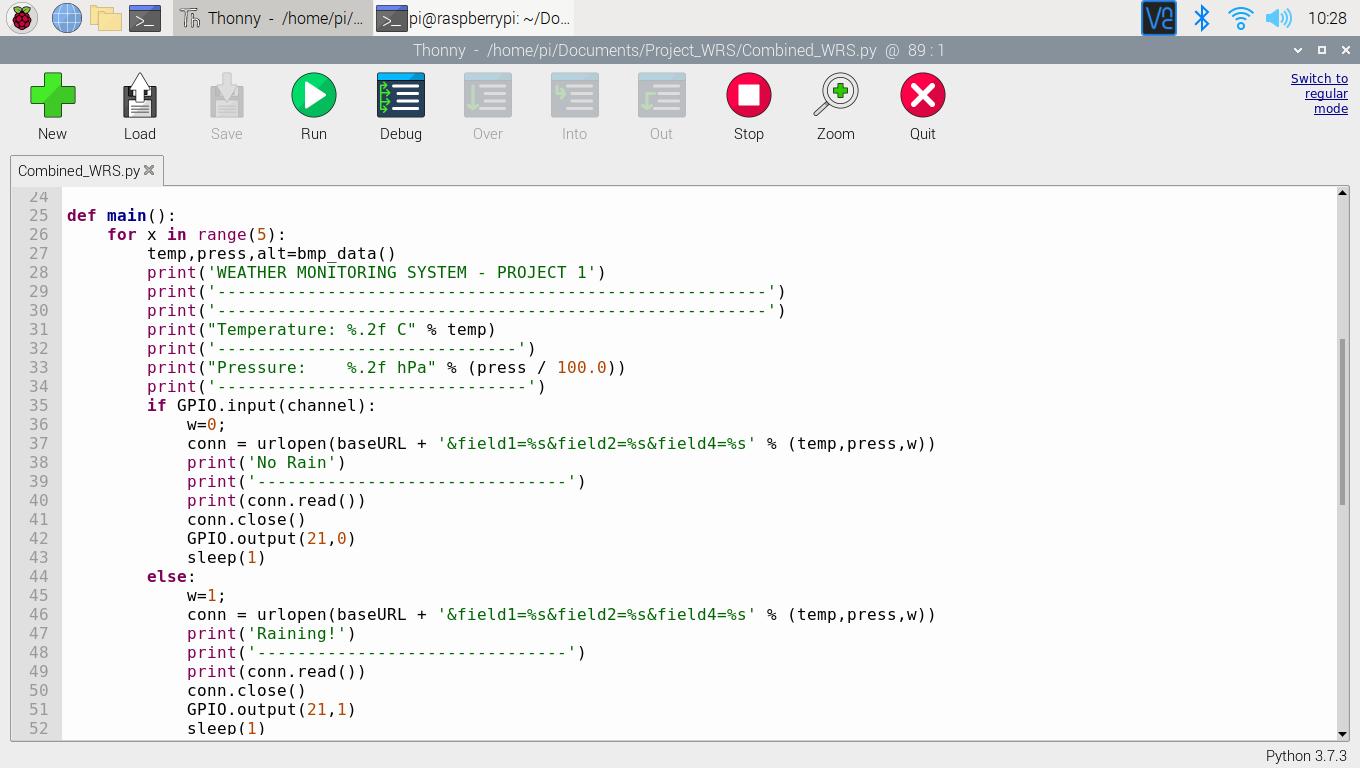 Thonny - /home/pi/...
pi@raspberrypi: ~/Do...
10:28
Thonny - /home/pi/Documents/Project_WRS/Combined_WRS.py @ 89 : 1
New
Load
Save
Run
Debug
Over
Into
Out
Stop
Zoom
Quit
Switch to
regular
mode
Combined_WRS.py
24
25 def main():
26     for x in range(5):
27         temp,press,alt=bmp_data()
28         print('WEATHER MONITORING SYSTEM - PROJECT 1')
29         print('-------------------------------------------------------')
30         print('-------------------------------------------------------')
31         print("Temperature: %.2f C" % temp)
32         print('------------------------------')
33         print("Pressure:    %.2f hPa" % (press / 100.0))
34         print('-------------------------------')
35         if GPIO.input(channel):
36             w=0;
37             conn = urlopen(baseURL + '&field1=%s&field2=%s&field4=%s' % (temp,press,w))
38             print('No Rain')
39             print('-------------------------------')
40             print(conn.read())
41             conn.close()
42             GPIO.output(21,0)
43             sleep(1)
44         else:
45             w=1;
46             conn = urlopen(baseURL + '&field1=%s&field2=%s&field4=%s' % (temp,press,w))
47             print('Raining!')
48             print('-------------------------------')
49             print(conn.read())
50             conn.close()
51             GPIO.output(21,1)
52             sleep(1)
Python 3.7.3